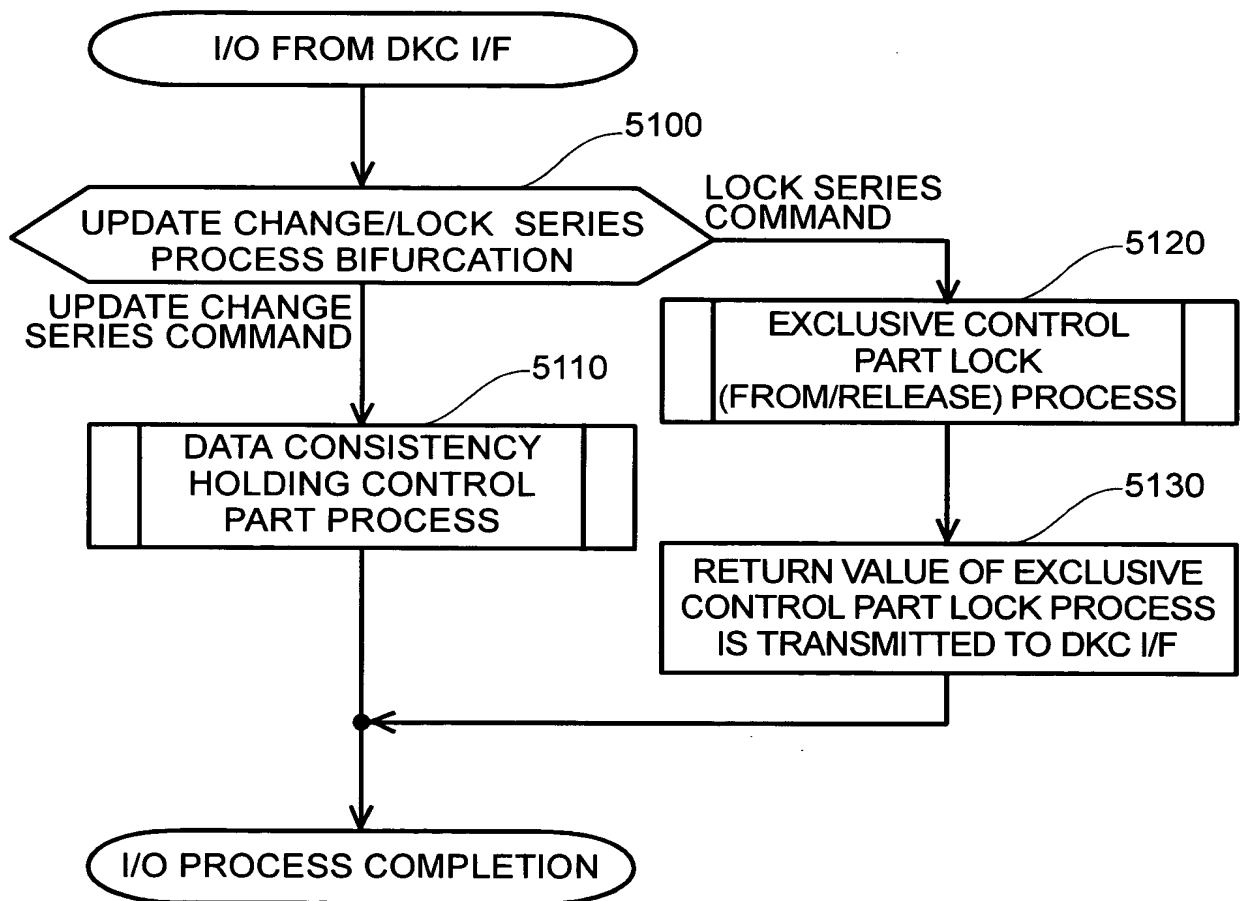 I/O FROM DKC I/F
5100
UPDATE CHANGE/LOCK SERIES
PROCESS BIFURCATION
LOCK SERIES
COMMAND
UPDATE CHANGE
SERIES COMMAND
5120
EXCLUSIVE CONTROL
PART LOCK
(FROM/RELEASE) PROCESS
5110
DATA CONSISTENCY
HOLDING CONTROL
PART PROCESS
5130
RETURN VALUE OF EXCLUSIVE
CONTROL PART LOCK PROCESS
IS TRANSMITTED TO DKC I/F
I/O PROCESS COMPLETION